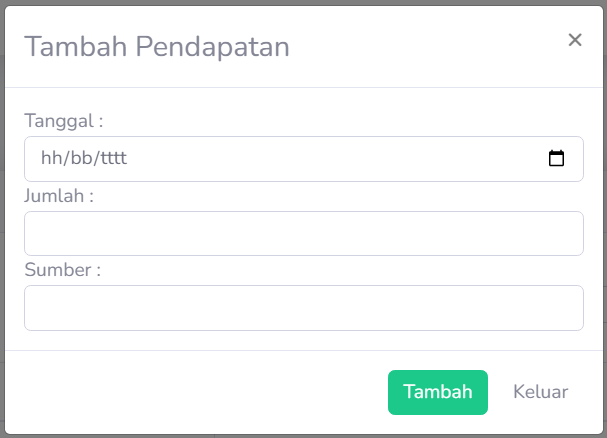 Tambah Pendapatan
×
Tanggal :
hh/bb/tttt
Jumlah :
Sumber :
Tambah Keluar